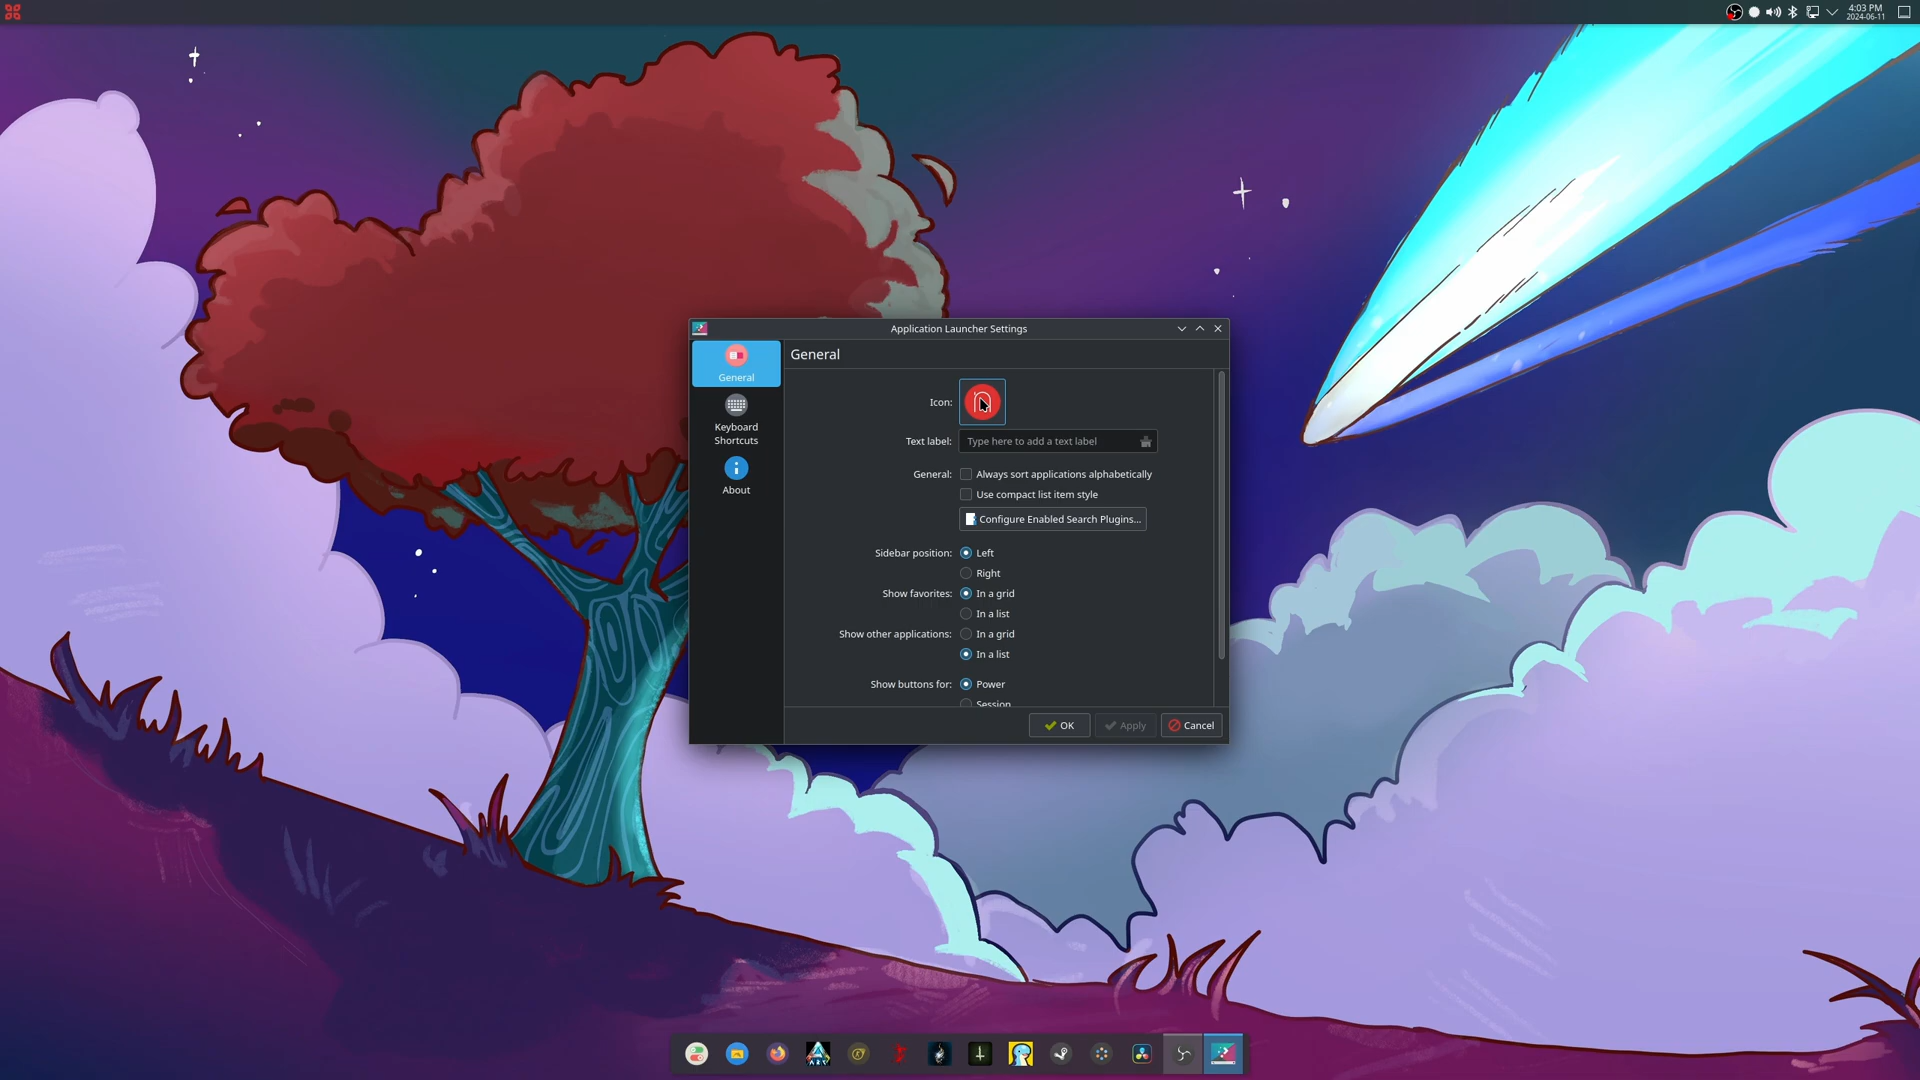 4:03 PM
2024-06-11
Application Launcher Settings
General
Keyboard
Shortcuts
About
General
Icon:
Text label: Type here to add a text label
General: Always sort applications alphabetically
Use compact list item style
Configure Enabled Search Plugins...
Sidebar position: Left
Right
Show favorites: In a grid
In a list
Show other applications: In a grid
In a list
Show buttons for: Power
Session
OK Apply Cancel
ARK